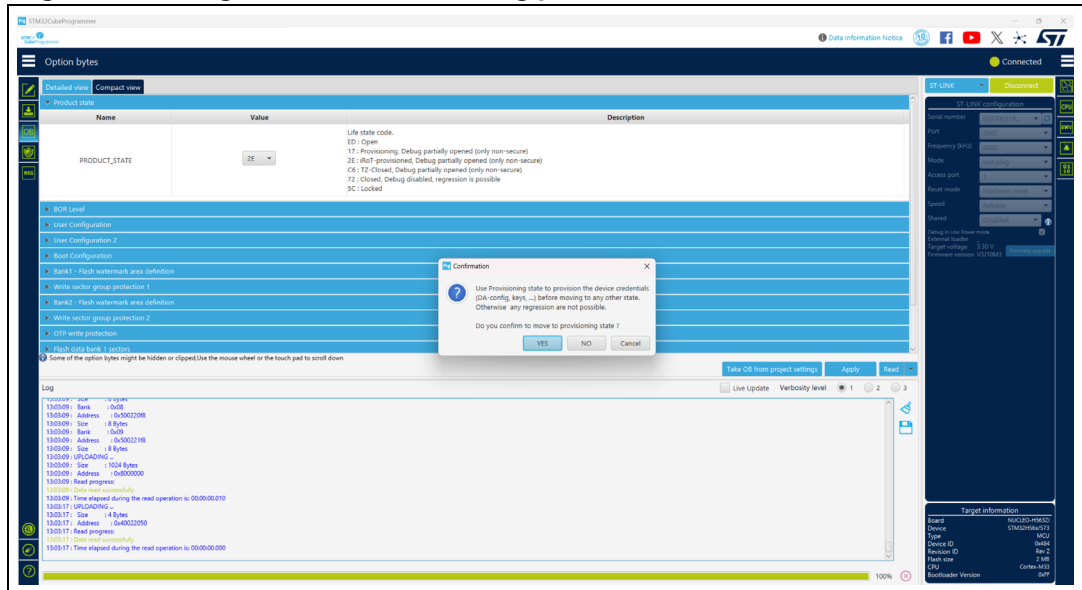 STM32CubeProgrammer
Data Information Notice
Option bytes
Connected
Detailed view Compact view
Product state
Name Value Description
PRODUCT_STATE
2E
Life state code.
ED : Open
17 : Provisioning, Debug partially opened (only non-secure)
2E : iRoT-provisioned, Debug partially opened (only non-secure)
C6 : TZ-Closed, Debug partially opened (only non-secure)
72 : Closed, Debug disabled, regression is possible
5C : Locked
BOR Level
User Configuration
User Configuration 2
Boot Configuration
Bank1 - Flash watermark area definition
Write sector group protection 1
Bank2 - Flash watermark area definition
Write sector group protection 2
OTP write protection
Flash data bank 1 sectors
Some of the option bytes might be hidden or clipped,Use the mouse wheel or the touch pad to scroll down
Confirmation
Use Provisioning state to provision the device credentials
(DA-config, keys, ...) before moving to any other state.
Otherwise any regression are not possible.
Do you confirm to move to provisioning state ?
YES NO Cancel
Take OB from project settings Apply Read
Log
Live Update Verbosity level 1 2 3
13:03:09 : Bank : 0x08
13:03:09 : Address : 0x500220f8
13:03:09 : Size : 8 Bytes
13:03:09 : Bank : 0x09
13:03:09 : Address : 0x500221f8
13:03:09 : Size : 8 Bytes
13:03:09 : UPLOADING ...
13:03:09 : Size : 1024 Bytes
13:03:09 : Address : 0x8000000
13:03:09 : Read progress:
13:03:09 : Data read successfully
13:03:09 : Time elapsed during the read operation is: 00:00:00.010
13:03:17 : UPLOADING ...
13:03:17 : Size : 4 Bytes
13:03:17 : Address : 0x40022050
13:03:17 : Read progress:
13:03:17 : Data read successfully
13:03:17 : Time elapsed during the read operation is: 00:00:00.000
100%
ST-LINK Disconnect
ST-LINK configuration
Serial number
Port SWD
Frequency (kHz) 8000
Mode Hot plug
Access port 1
Reset mode Hardware reset
Speed Reliable
Shared Disabled
Debug in Low Power mode
External loader
Target voltage 3.30 V
Firmware version V3J10M3 Firmware upgrade
Target information
Board NUCLEO-H563ZI
Device STM32H56x/573
Type MCU
Device ID 0x484
Revision ID Rev Z
Flash size 2 MB
CPU Cortex-M33
Bootloader Version 0xFF